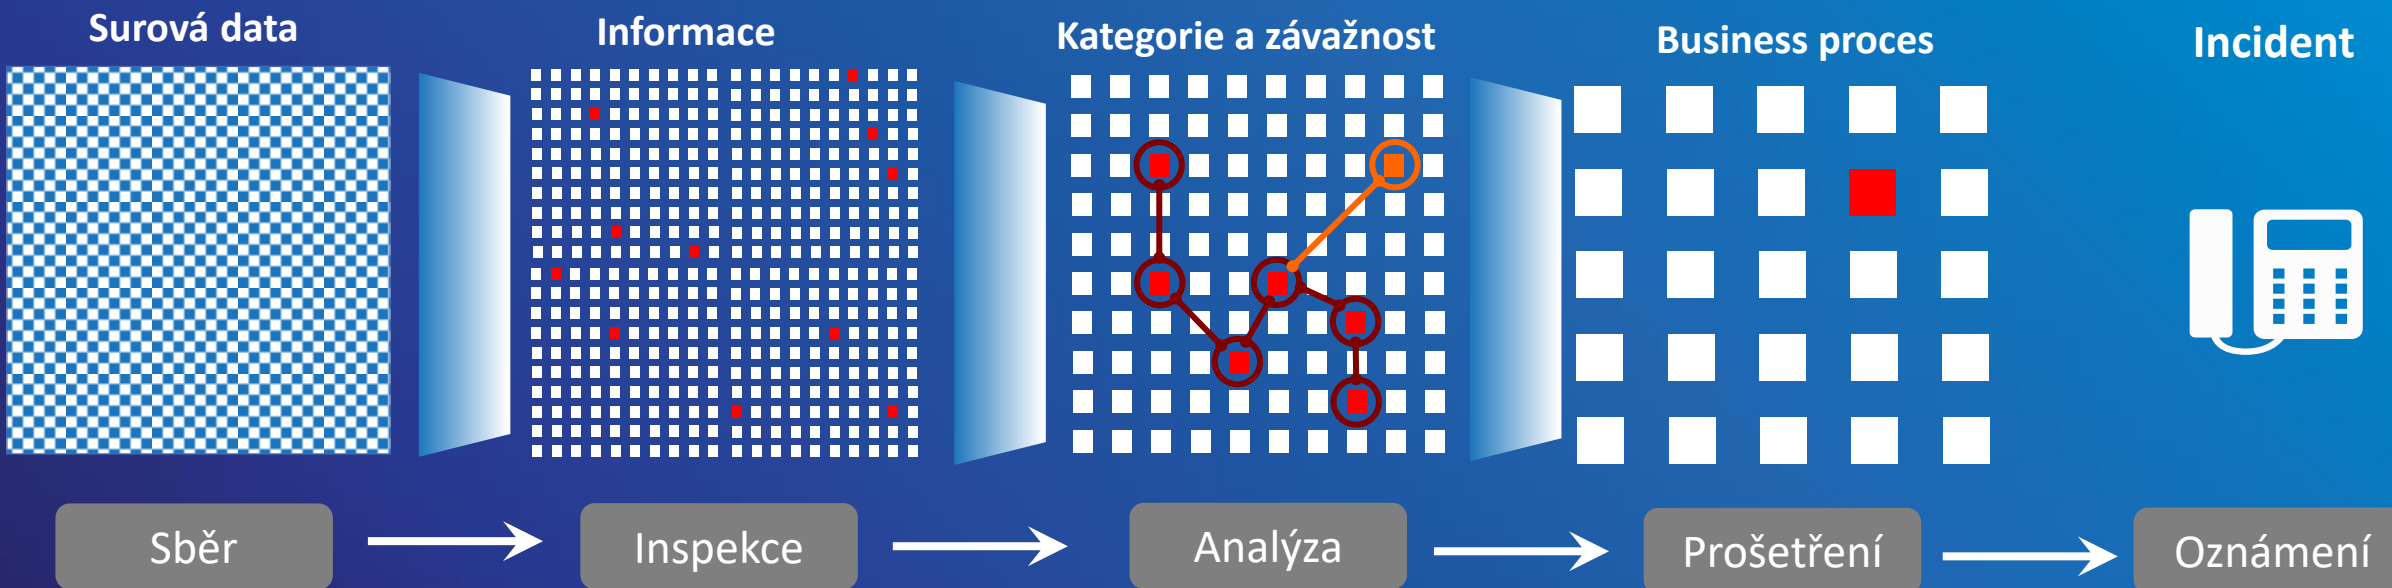 Surová data
Informace
Kategorie a závažnost
Business proces
Incident
Sběr
Inspekce
Analýza
Prošetření
Oznámení